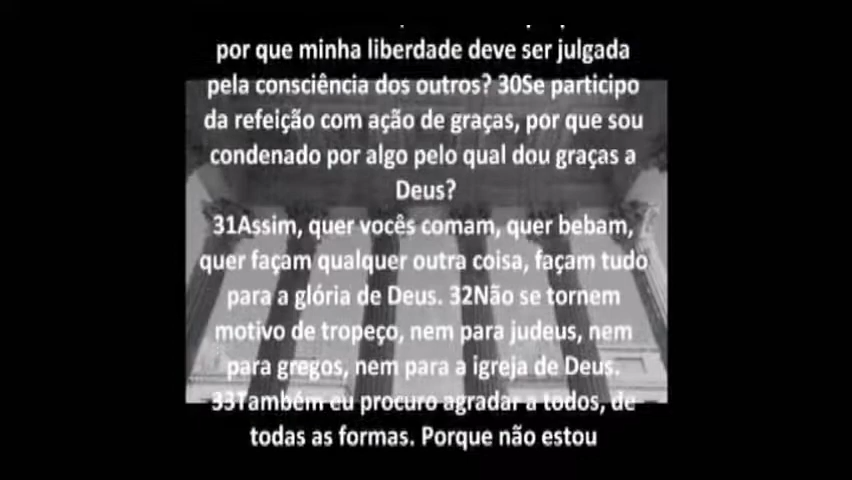 por que minha liberdade deve ser julgada
pela consciência dos outros? 30Se participo
da refeição com ação de graças, por que sou
condenado por algo pelo qual dou graças a
Deus?
31Assim, quer vocês comam, quer bebam,
quer façam qualquer outra coisa, façam tudo
para a glória de Deus. 32Não se tornem
motivo de tropeço, nem para judeus, nem
para gregos, nem para a igreja de Deus.
33Também eu procuro agradar a todos, de
todas as formas. Porque não estou